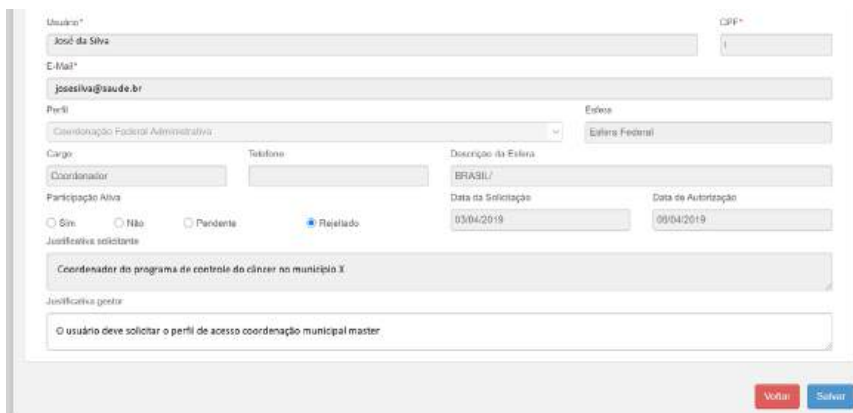 Usuário* CPF*
José da Silva
E-Mail*
josesilva@saude.br
Perfil Esfera
Coordenação Federal Administrativa Esfera Federal
Cargo Telefone Descrição da Esfera
Coordenador BRASIL/
Participação Ativa Data da Solicitação Data de Autorização
Sim Não Pendente Rejeitado 03/04/2019 08/04/2019
Justificativa solicitante
Coordenador do programa de controle do câncer no município X
Justificativa gestor
O usuário deve solicitar o perfil de acesso coordenação municipal master
Voltar Salvar